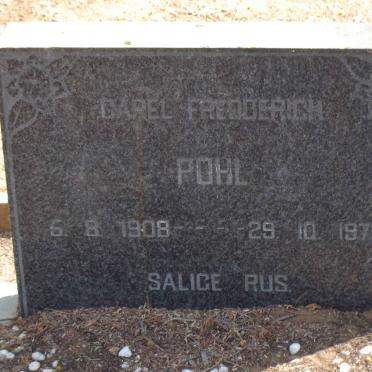 CAREL FREDDERICH
POHL
6. 8. 1908 - - - 29. 10. 197
SALIGE RUS.